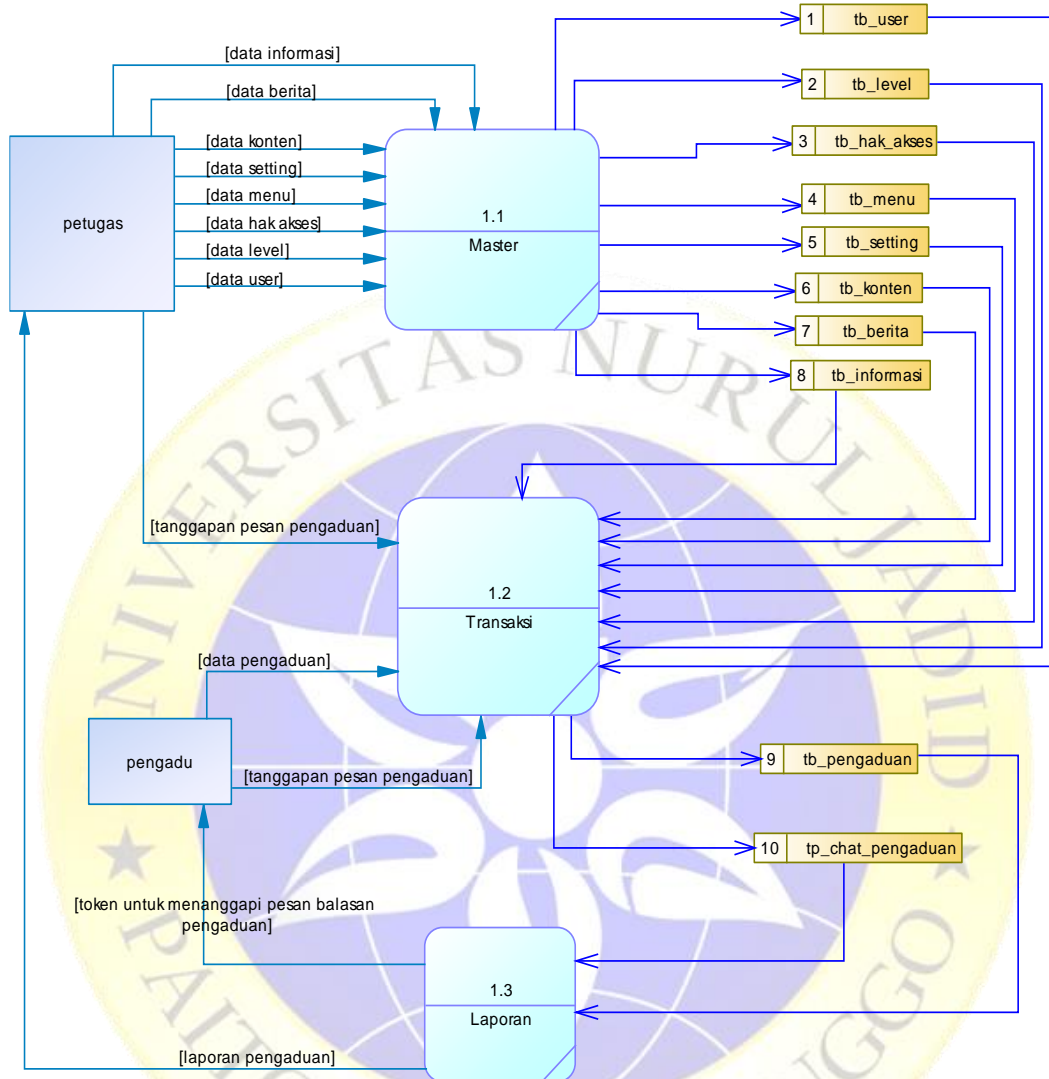 1 tb_user
[data informasi]
2 tb_level
[data berita]
3 tb_hak_akses
[data konten]
[data setting]
[data menu]
4 tb_menu
petugas
[data hak akses]
1.1
Master
5 tb_setting
[data level]
[data user]
6 tb_konten
7 tb_berita
8 tb_informasi
UNIVERSITAS NURUL JADID
[tanggapan pesan pengaduan]
1.2
Transaksi
[data pengaduan]
pengadu
[tanggapan pesan pengaduan]
9 tb_pengaduan
10 tp_chat_pengaduan
[token untuk menanggapi pesan balasan
pengaduan]
1.3
Laporan
[laporan pengaduan]